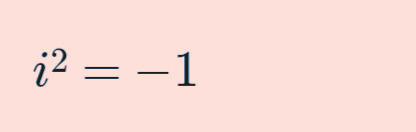 i² = −1